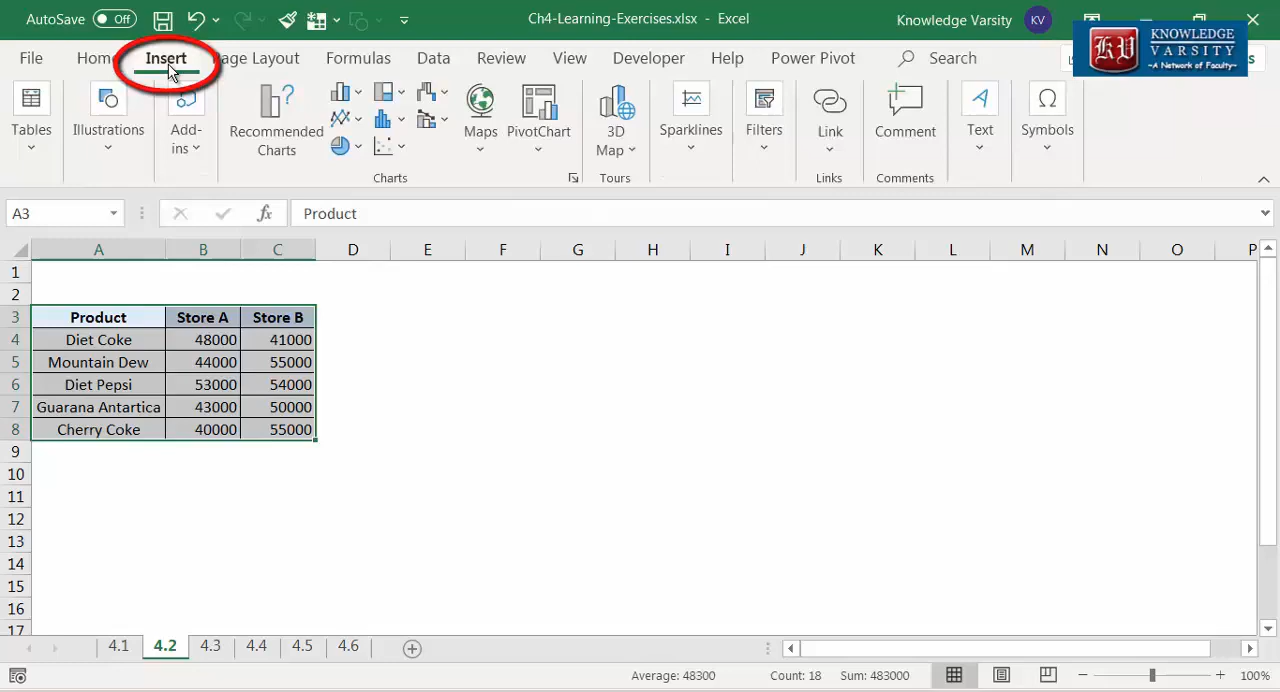 AutoSave Off Ch4-Learning-Exercises.xlsx - Excel Knowledge Varsity KV
KNOWLEDGE
VARSITY
~A Network of Faculty~
KV
File Home Insert Page Layout Formulas Data Review View Developer Help Power Pivot Search
Tables Illustrations Add-ins Recommended Charts Maps PivotChart 3D Map Sparklines Filters Link Comment Text Symbols
Charts Tours Links Comments
A3 fx Product
A B C D E F G H I J K L M N O P
1
2
3 Product Store A Store B
4 Diet Coke 48000 41000
5 Mountain Dew 44000 55000
6 Diet Pepsi 53000 54000
7 Guarana Antartica 43000 50000
8 Cherry Coke 40000 55000
9
10
11
12
13
14
15
16
17
4.1 4.2 4.3 4.4 4.5 4.6
Average: 48300 Count: 18 Sum: 483000 100%